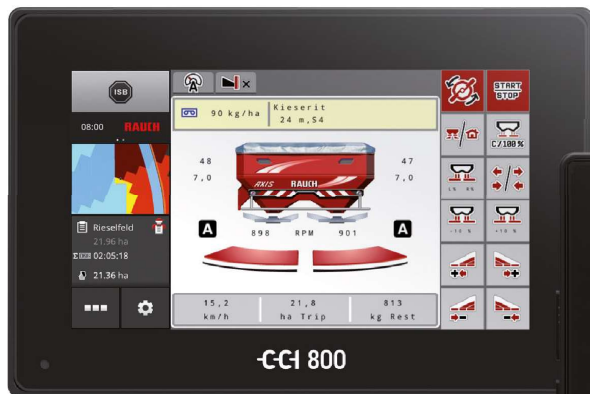 ISB
08:00 RAUCH
Rieselfeld
21.96 ha
02:05:18
21.36 ha
A
90 kg/ha
Kieserit
24 m,S4
48
7,0
47
7,0
AXIS RAUCH
A
898 RPM 901
A
15,2
km/h
21,8
ha Trip
813
kg Rest
START
STOP
C/100%
-10 %
+10 %
CCI 800